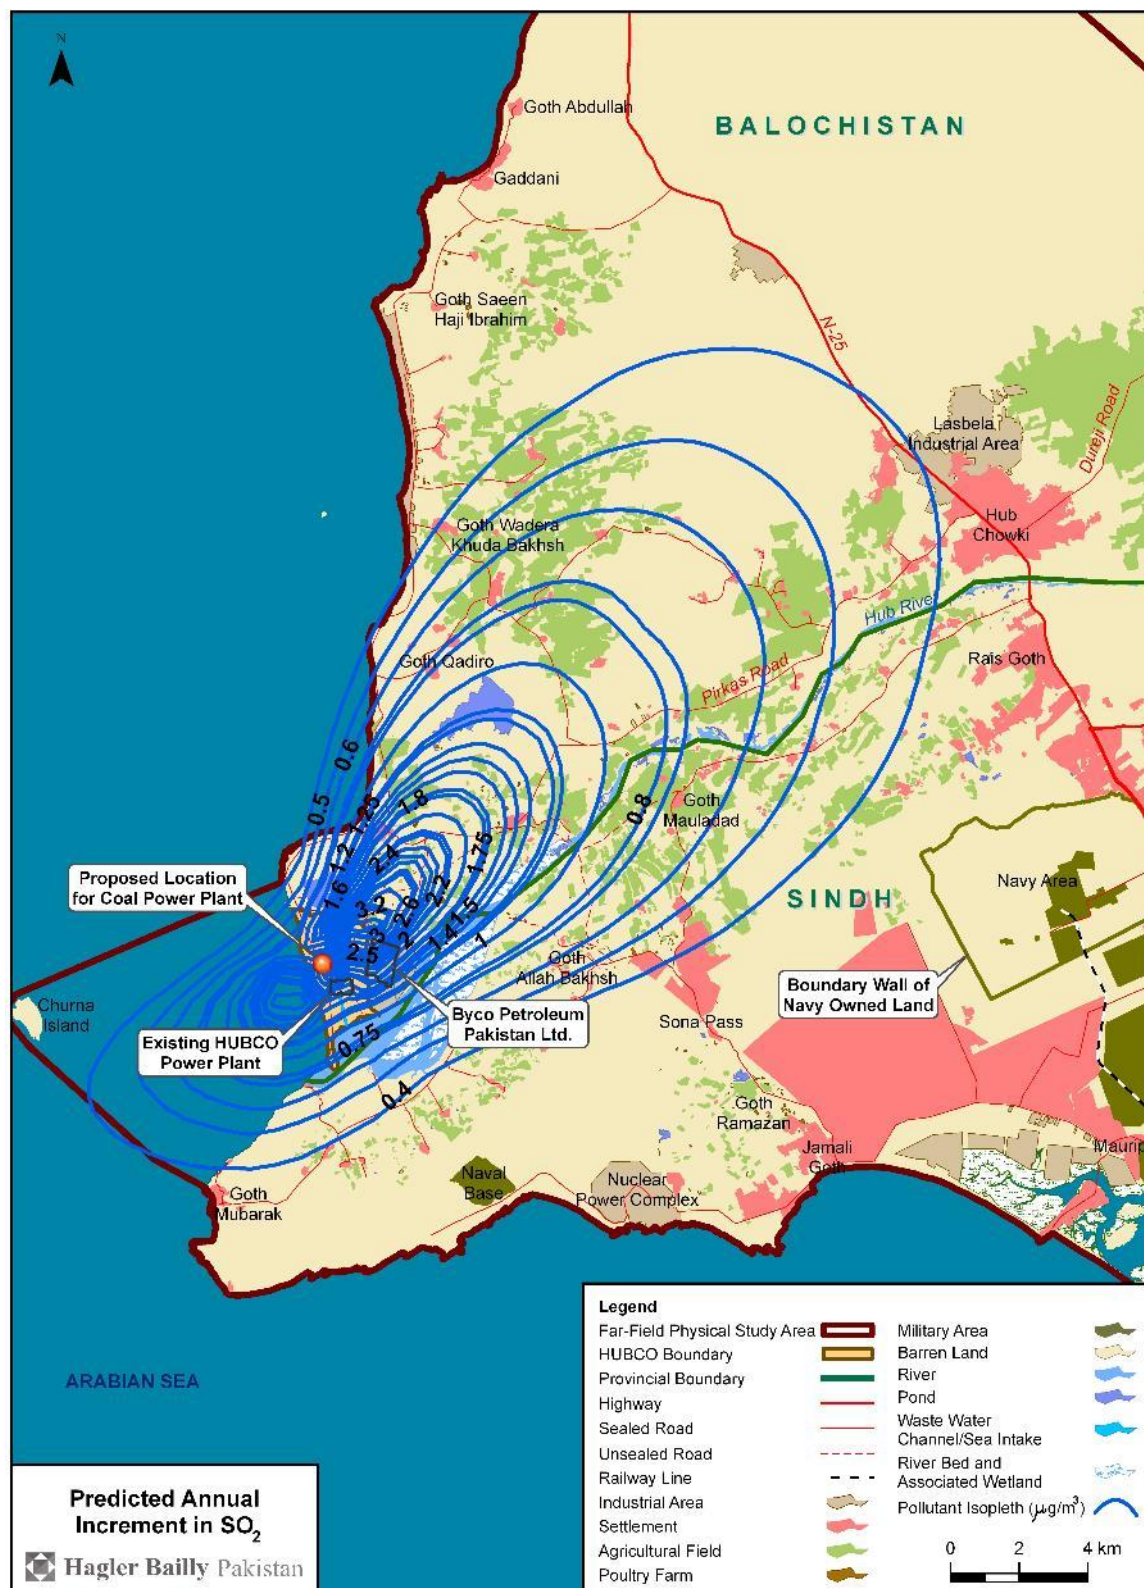 N
Goth Abdullah
BALOCHISTAN
Gaddani
Goth Saeen
Haji Ibrahim
N-25
Lasbela
Industrial Area
Dureji Road
Hub
Chowki
Goth Wadera
Khuda Bakhsh
Hub River
Goth Qadiro
Rais Goth
Pirkas Road
0.6
0.5
1.25
1.8
0.8
Goth
Mauladad
1.2
2.4
1.75
Proposed Location
for Coal Power Plant
1.6
3.2
2.6
2.2
Navy Area
SINDH
3
2
1.4
1.5
1
2.5
Goth
Allah Bakhsh
Boundary Wall of
Navy Owned Land
Churna
Island
Byco Petroleum
Pakistan Ltd.
Sona Pass
Existing HUBCO
Power Plant
0.75
0.4
Goth
Ramazan
Jamali
Goth
Maurip
Goth
Mubarak
Naval
Base
Nuclear
Power Complex
ARABIAN SEA
Legend
Far-Field Physical Study Area
HUBCO Boundary
Provincial Boundary
Highway
Sealed Road
Unsealed Road
Railway Line
Industrial Area
Settlement
Agricultural Field
Poultry Farm
Military Area
Barren Land
River
Pond
Waste Water
Channel/Sea Intake
River Bed and
Associated Wetland
Pollutant Isopleth (μg/m³)
0 2 4 km
Predicted Annual
Increment in SO₂
Hagler Bailly Pakistan